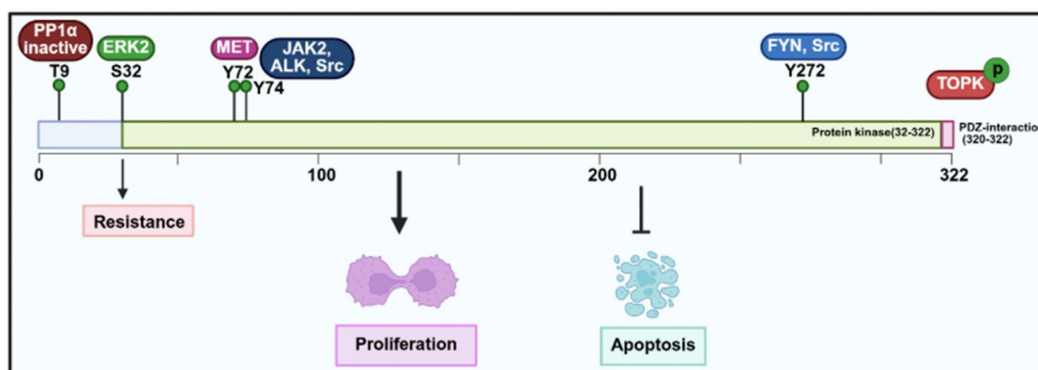 PP1α
inactive
T9
ERK2
S32
MET
Y72
JAK2,
ALK, Src
Y74
FYN, Src
Y272
TOPK
p
Protein kinase(32-322)
PDZ-interaction
(320-322)
0
100
200
322
Resistance
Proliferation
Apoptosis